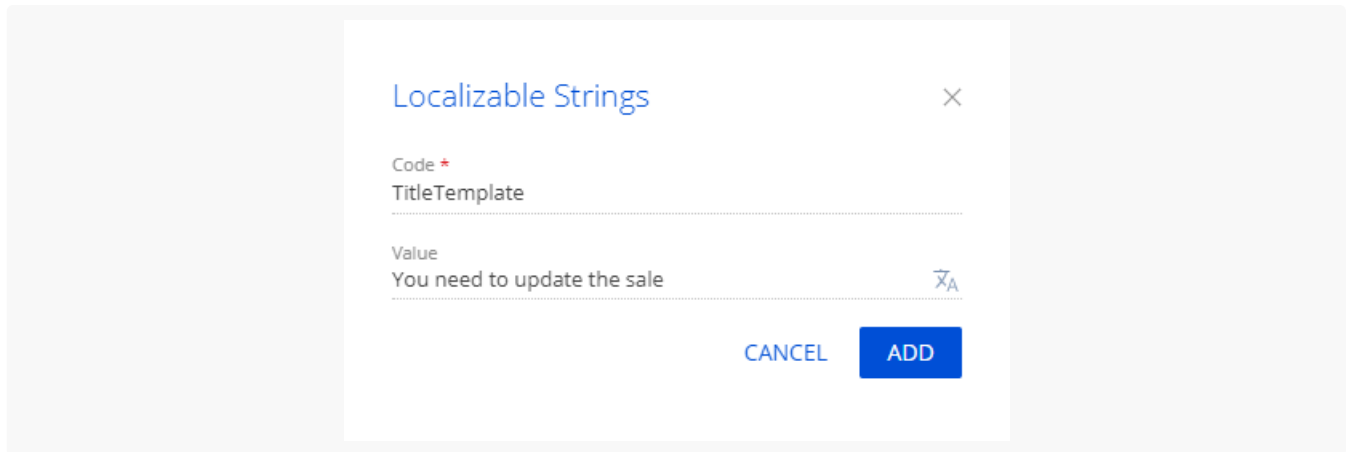 Localizable Strings
Code *
TitleTemplate
Value
You need to update the sale
CANCEL ADD